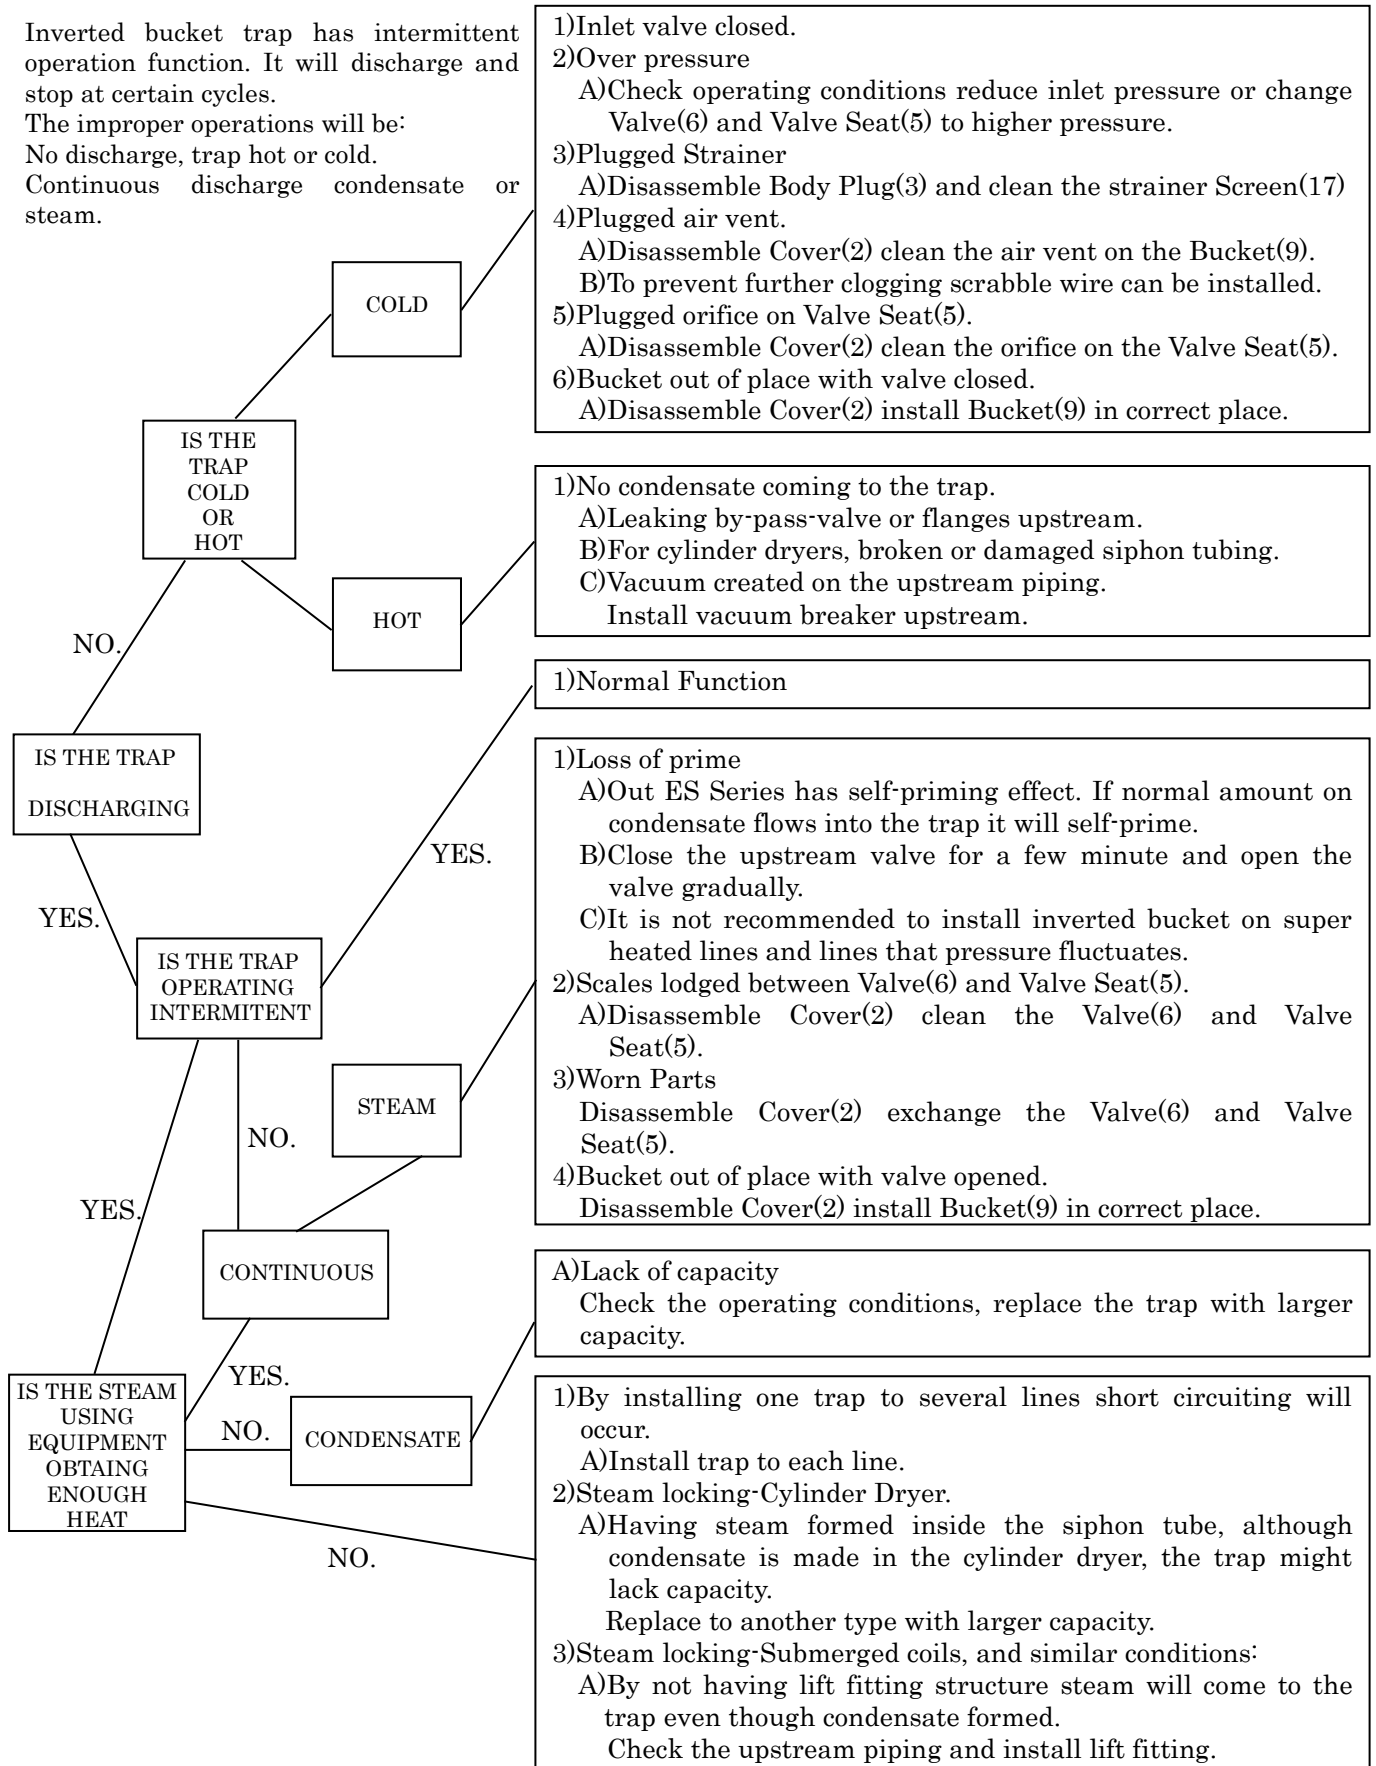 Inverted bucket trap has intermittent
operation function. It will discharge and
stop at certain cycles.
The improper operations will be:
No discharge, trap hot or cold.
Continuous discharge condensate or
steam.
1)Inlet valve closed.
2)Over pressure
A)Check operating conditions reduce inlet pressure or change
Valve(6) and Valve Seat(5) to higher pressure.
3)Plugged Strainer
A)Disassemble Body Plug(3) and clean the strainer Screen(17)
4)Plugged air vent.
A)Disassemble Cover(2) clean the air vent on the Bucket(9).
B)To prevent further clogging scrabble wire can be installed.
5)Plugged orifice on Valve Seat(5).
A)Disassemble Cover(2) clean the orifice on the Valve Seat(5).
6)Bucket out of place with valve closed.
A)Disassemble Cover(2) install Bucket(9) in correct place.
COLD
IS THE
TRAP
COLD
OR
HOT
1)No condensate coming to the trap.
A)Leaking by-pass-valve or flanges upstream.
B)For cylinder dryers, broken or damaged siphon tubing.
C)Vacuum created on the upstream piping.
Install vacuum breaker upstream.
HOT
NO.
1)Normal Function
IS THE TRAP
DISCHARGING
YES.
YES.
IS THE TRAP
OPERATING
INTERMITENT
1)Loss of prime
A)Out ES Series has self-priming effect. If normal amount on
condensate flows into the trap it will self-prime.
B)Close the upstream valve for a few minute and open the
valve gradually.
C)It is not recommended to install inverted bucket on super
heated lines and lines that pressure fluctuates.
2)Scales lodged between Valve(6) and Valve Seat(5).
A)Disassemble Cover(2) clean the Valve(6) and Valve
Seat(5).
3)Worn Parts
Disassemble Cover(2) exchange the Valve(6) and Valve
Seat(5).
4)Bucket out of place with valve opened.
Disassemble Cover(2) install Bucket(9) in correct place.
STEAM
NO.
YES.
CONTINUOUS
A)Lack of capacity
Check the operating conditions, replace the trap with larger
capacity.
YES.
IS THE STEAM
USING
EQUIPMENT
OBTAING
ENOUGH
HEAT
NO.
CONDENSATE
NO.
1)By installing one trap to several lines short circuiting will
occur.
A)Install trap to each line.
2)Steam locking-Cylinder Dryer.
A)Having steam formed inside the siphon tube, although
condensate is made in the cylinder dryer, the trap might
lack capacity.
Replace to another type with larger capacity.
3)Steam locking-Submerged coils, and similar conditions:
A)By not having lift fitting structure steam will come to the
trap even though condensate formed.
Check the upstream piping and install lift fitting.